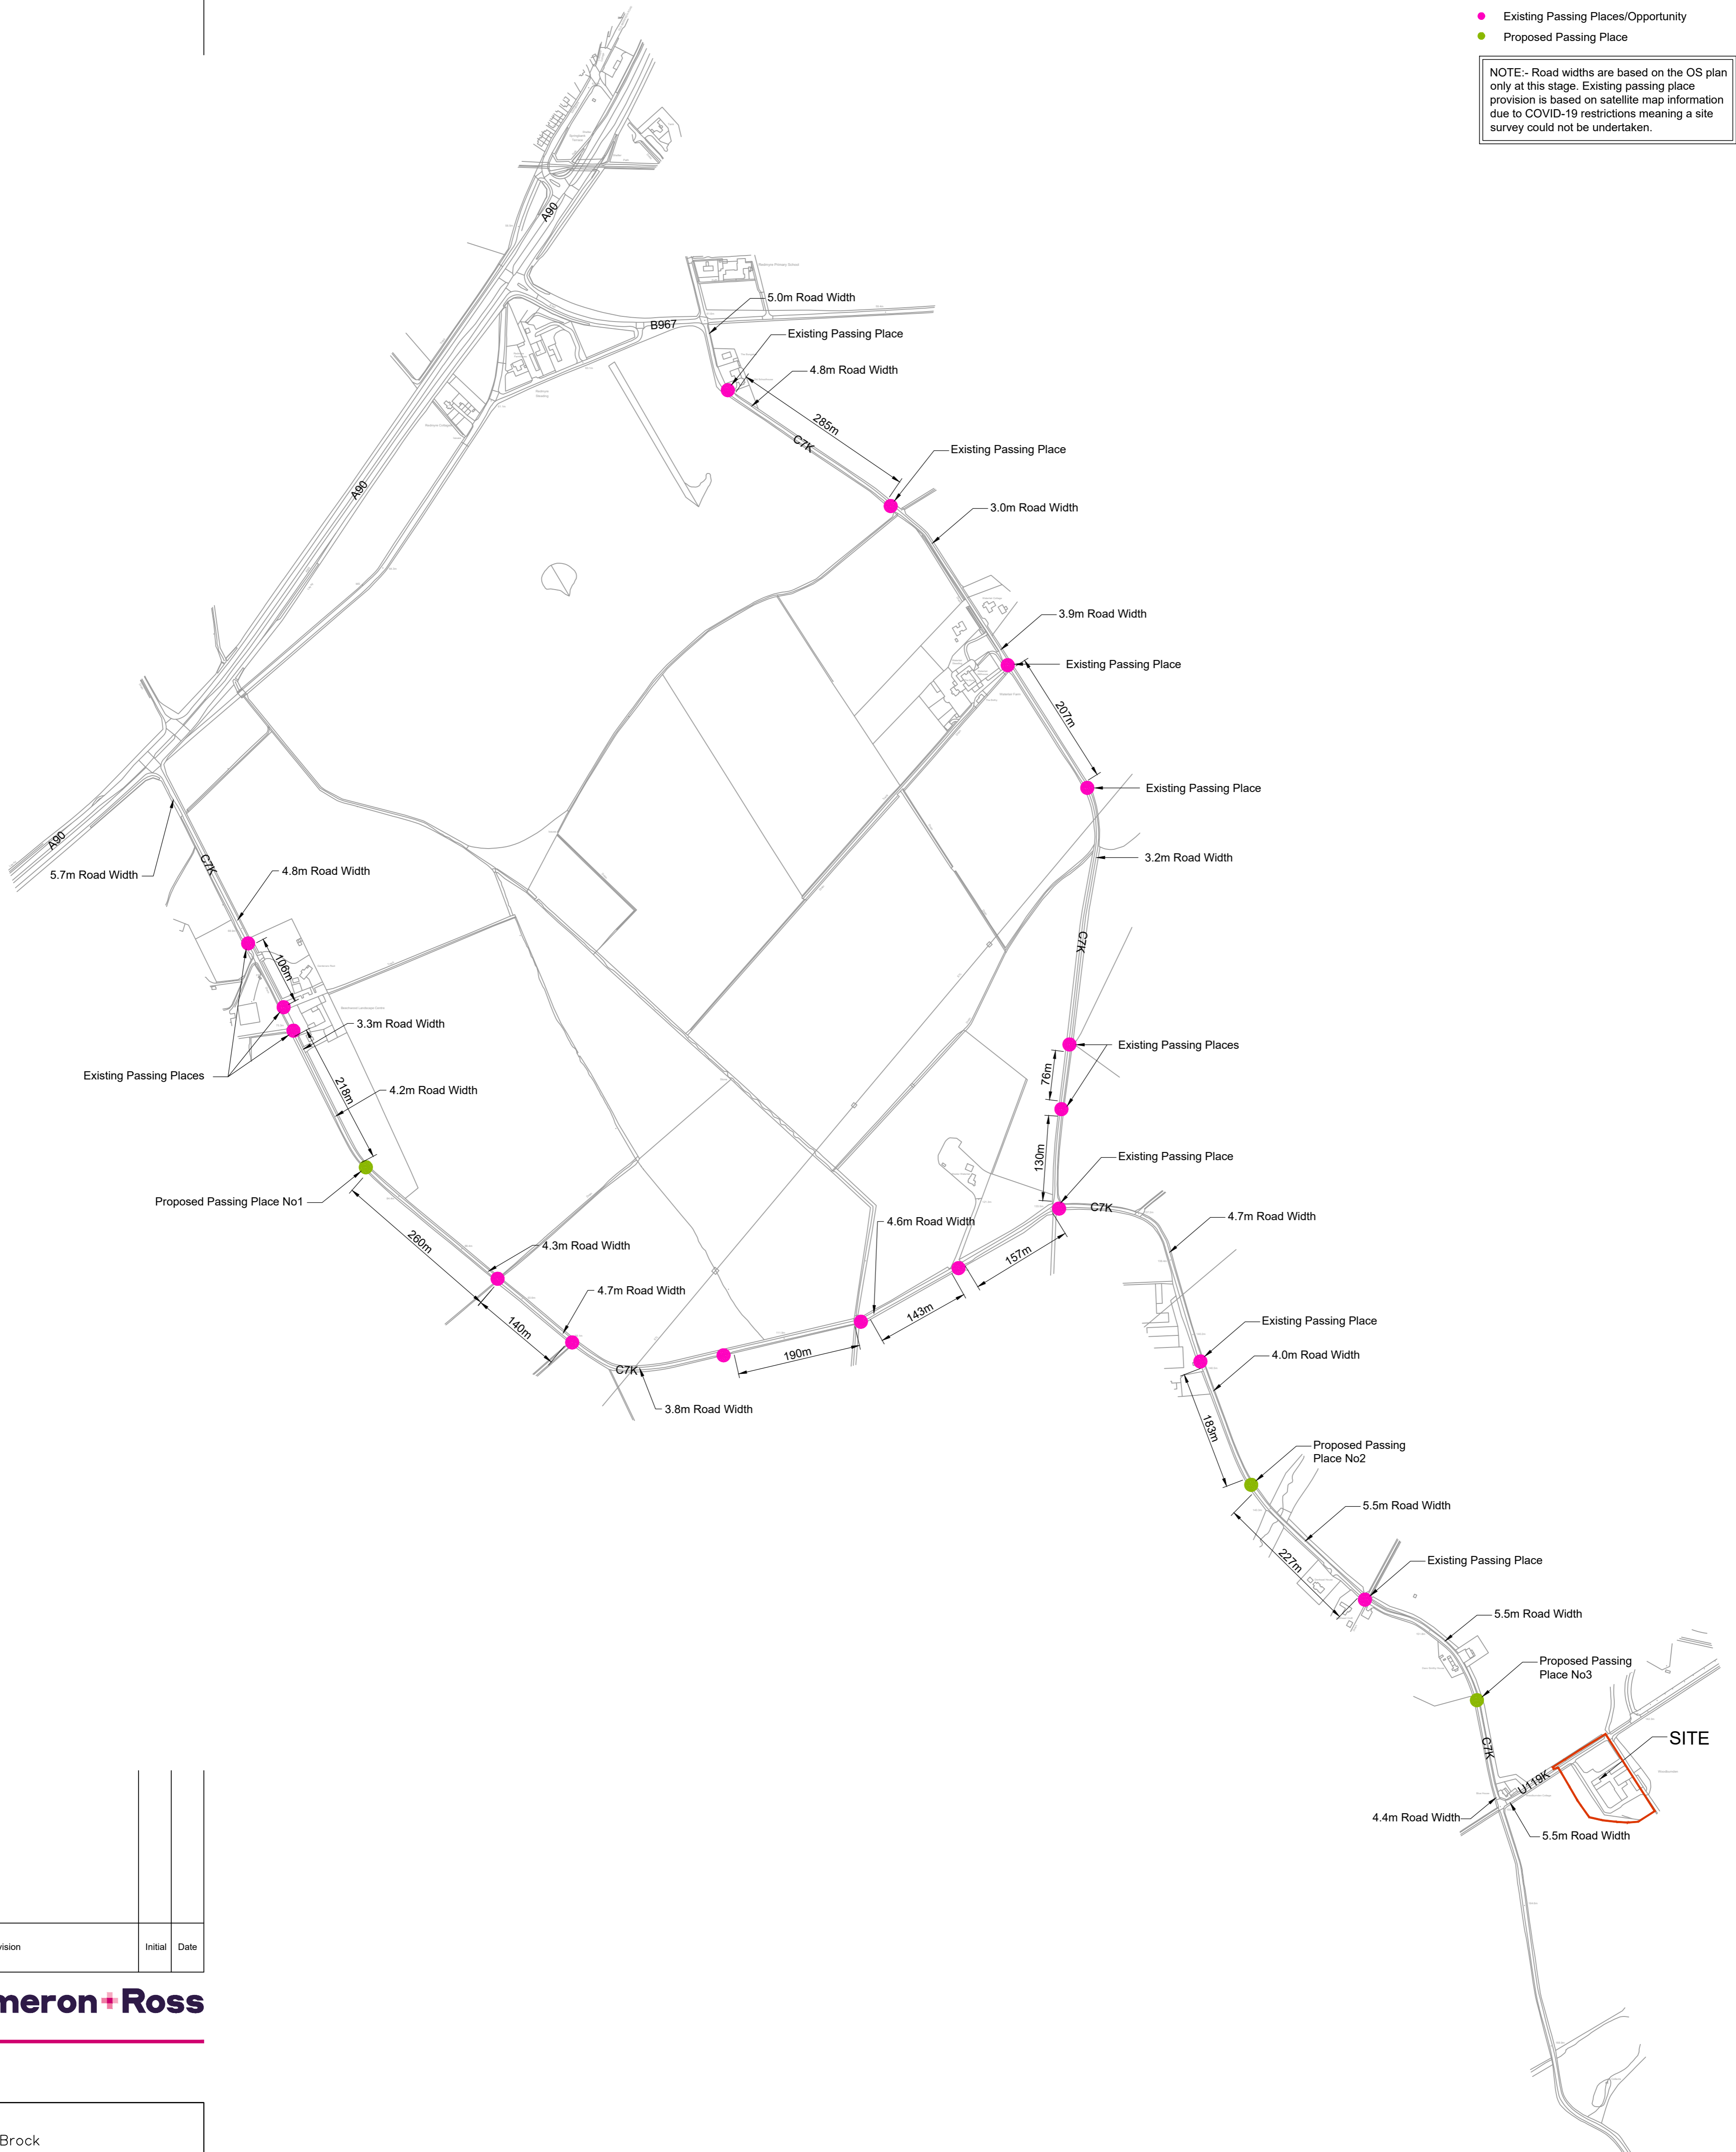 Existing Passing Places/Opportunity
Proposed Passing Place
NOTE:- Road widths are based on the OS plan
only at this stage. Existing passing place
provision is based on satellite map information
due to COVID-19 restrictions meaning a site
survey could not be undertaken.
A90
5.0m Road Width
B967
Existing Passing Place
4.8m Road Width
285m
C7K
Existing Passing Place
A90
3.0m Road Width
3.9m Road Width
Existing Passing Place
207m
Existing Passing Place
A90
5.7m Road Width
C7K
4.8m Road Width
3.2m Road Width
C7K
106m
3.3m Road Width
Existing Passing Places
218m
4.2m Road Width
Existing Passing Places
76m
130m
Existing Passing Place
Proposed Passing Place No1
C7K
4.6m Road Width
4.7m Road Width
260m
4.3m Road Width
157m
4.7m Road Width
143m
140m
190m
C7K
3.8m Road Width
Existing Passing Place
4.0m Road Width
183m
Proposed Passing
Place No2
5.5m Road Width
227m
Existing Passing Place
5.5m Road Width
Proposed Passing
Place No3
C7K
SITE
U119K
4.4m Road Width
5.5m Road Width
vision
Initial
Date
meron+Ross
Brock